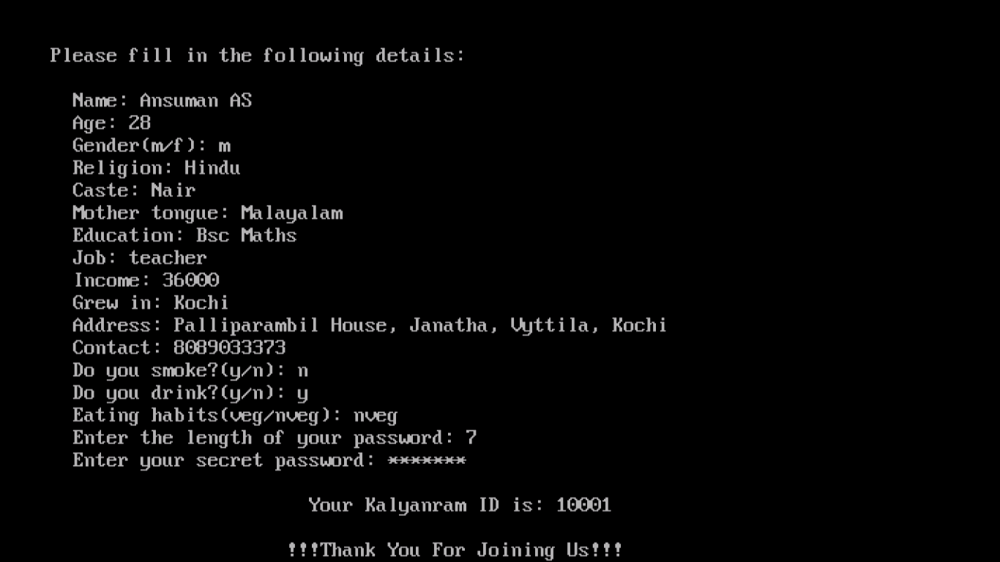 Please fill in the following details:
Name: Ansuman AS
Age: 28
Gender(m/f): m
Religion: Hindu
Caste: Nair
Mother tongue: Malayalam
Education: Bsc Maths
Job: teacher
Income: 36000
Grew in: Kochi
Address: Palliparambil House, Janatha, Vyttila, Kochi
Contact: 8089033373
Do you smoke?(y/n): n
Do you drink?(y/n): y
Eating habits(veg/nveg): nveg
Enter the length of your password: 7
Enter your secret password: *******
Your Kalyanram ID is: 10001
!!!Thank You For Joining Us!!!